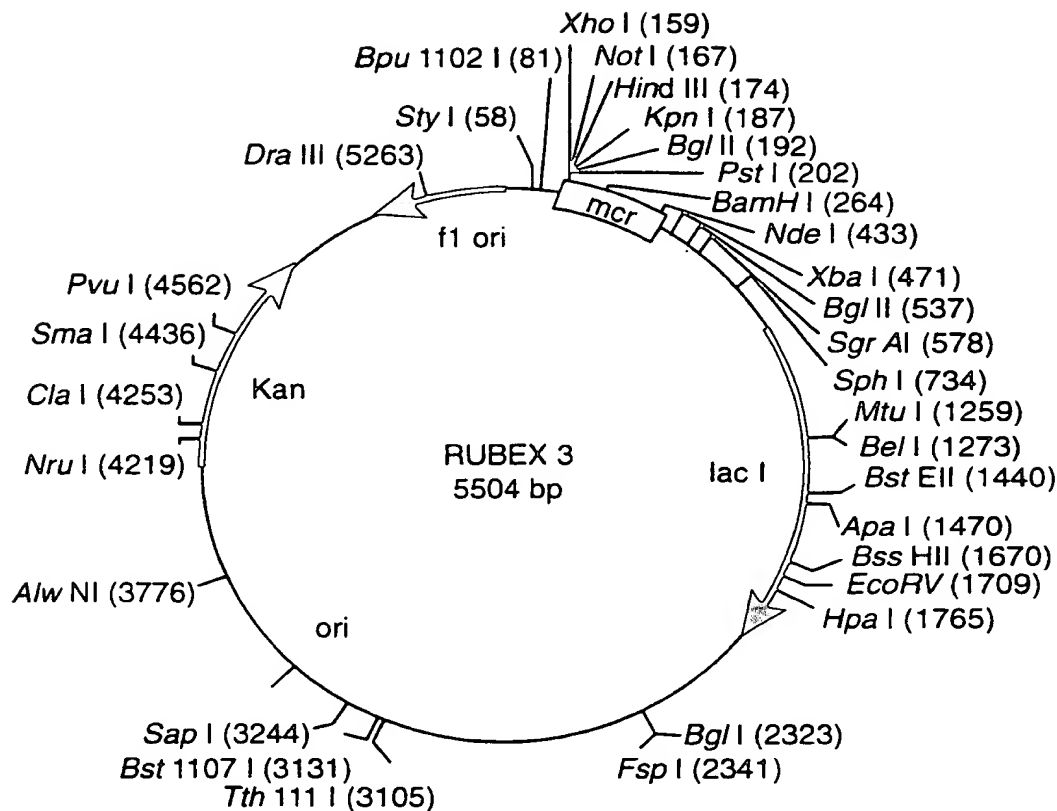 Xho I (159)
Not I (167)
Hind III (174)
Kpn I (187)
Bgl II (192)
Pst I (202)
BamH I (264)
Nde I (433)
Xba I (471)
Bgl II (537)
Sgr AI (578)
Sph I (734)
Mtu I (1259)
Bel I (1273)
Bst EII (1440)
Apa I (1470)
Bss HII (1670)
EcoRV (1709)
Hpa I (1765)
Bgl I (2323)
Fsp I (2341)
Tth 111 I (3105)
Bst 1107 I (3131)
Sap I (3244)
Alw NI (3776)
Nru I (4219)
Cla I (4253)
Sma I (4436)
Pvu I (4562)
Dra III (5263)
Sty I (58)
Bpu 1102 I (81)
mcr
f1 ori
Kan
lac I
ori
RUBEX 3
5504 bp